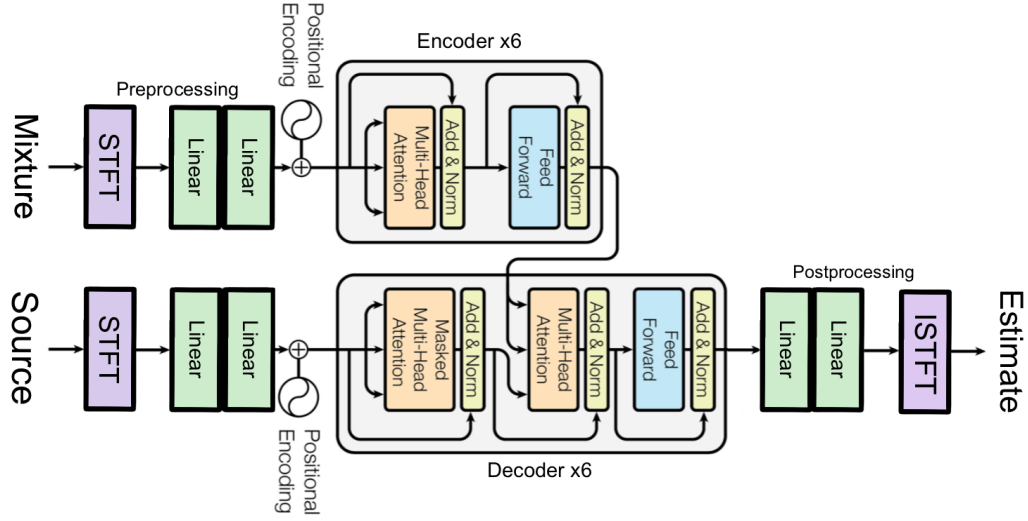 Positional
Encoding
Encoder x6
Preprocessing
Mixture
STFT
Linear
Linear
Multi-Head
Attention
Add & Norm
Feed
Forward
Add & Norm
Source
STFT
Linear
Linear
Positional
Encoding
Masked
Multi-Head
Attention
Add & Norm
Multi-Head
Attention
Add & Norm
Feed
Forward
Add & Norm
Decoder x6
Postprocessing
Linear
Linear
ISTFT
Estimate